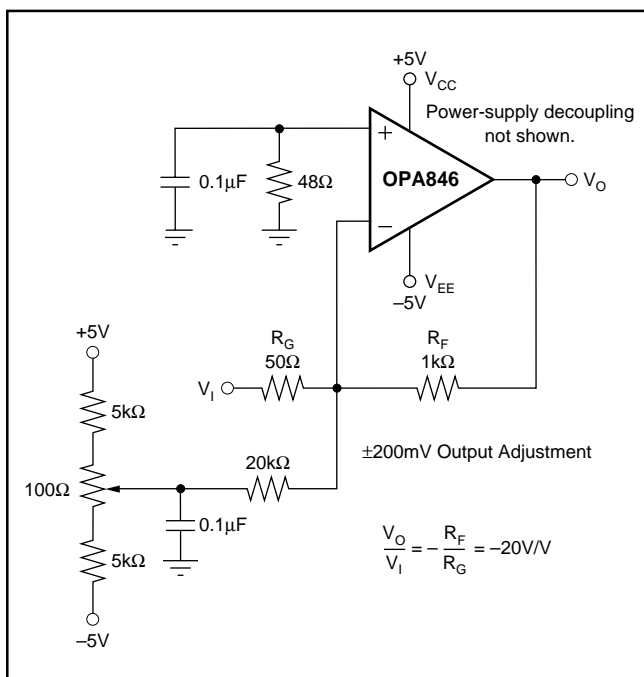 +5V
V_CC
Power-supply decoupling
not shown.
+
OPA846
−
V_O
0.1µF
48Ω
V_EE
–5V
+5V
R_G
50Ω
R_F
1kΩ
V_I
5kΩ
20kΩ
±200mV Output Adjustment
100Ω
0.1µF
V_O/V_I = – R_F/R_G = –20V/V
5kΩ
–5V